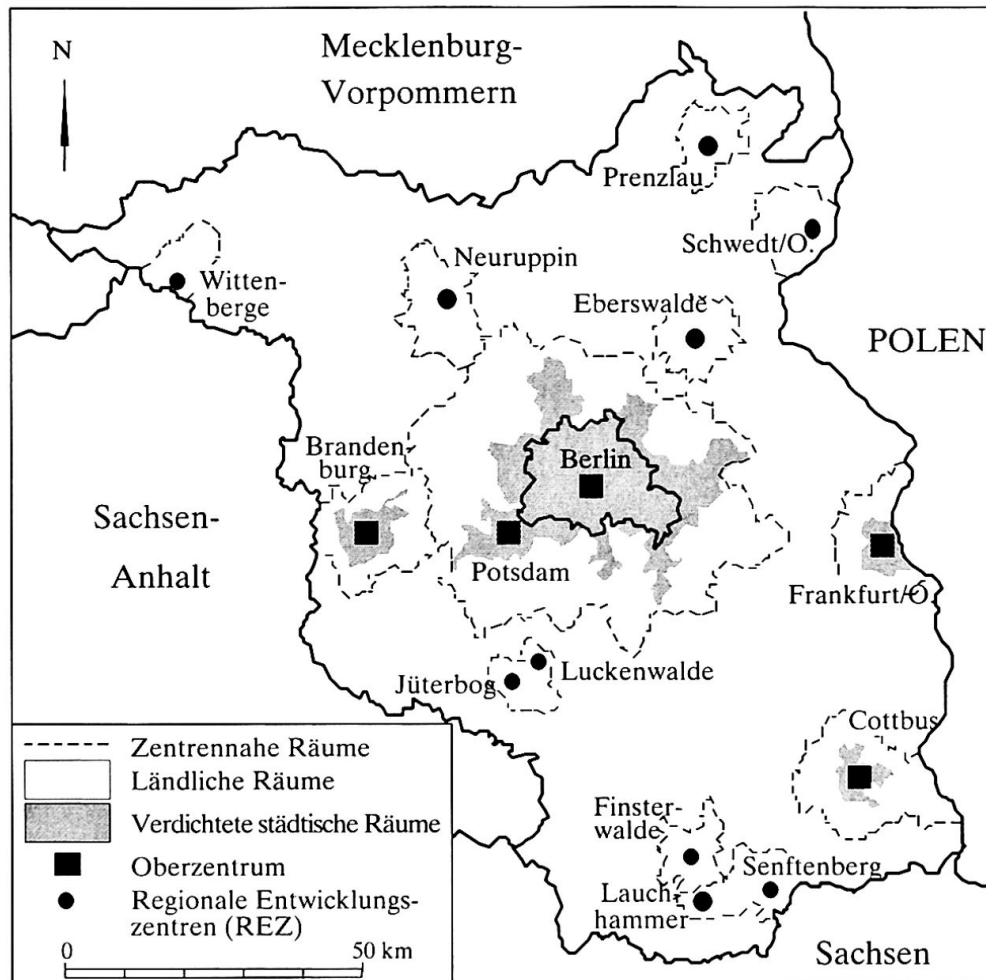 N
Mecklenburg-
Vorpommern
Prenzlau
Schwedt/O.
Witten-
berge
Neuruppin
Eberswalde
POLEN
Branden
burg
Berlin
Sachsen-
Anhalt
Potsdam
Frankfurt/O.
Jüterbog
Luckenwalde
Cottbus
Finster-
walde
Senftenberg
Lauch-
hammer
Sachsen
Zentrennahe Räume
Ländliche Räume
Verdichtete städtische Räume
Oberzentrum
Regionale Entwicklungs-
zentren (REZ)
0 50 km